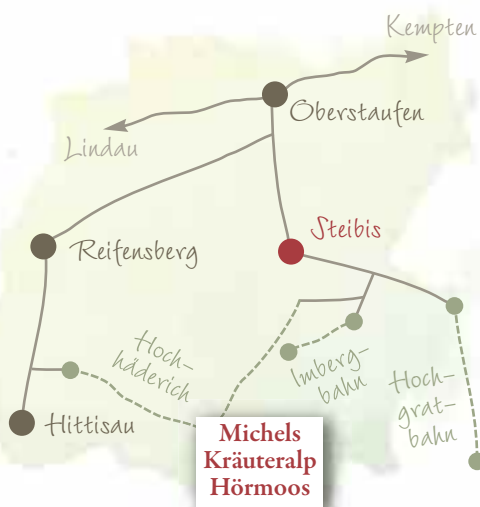 Kempten
Oberstaufen
Lindau
Steibis
Reifensberg
Hoch-
häderich
Imberg-
bahn
Hoch-
grat-
bahn
Hittisau
Michels
Kräuteralp
Hörmoos